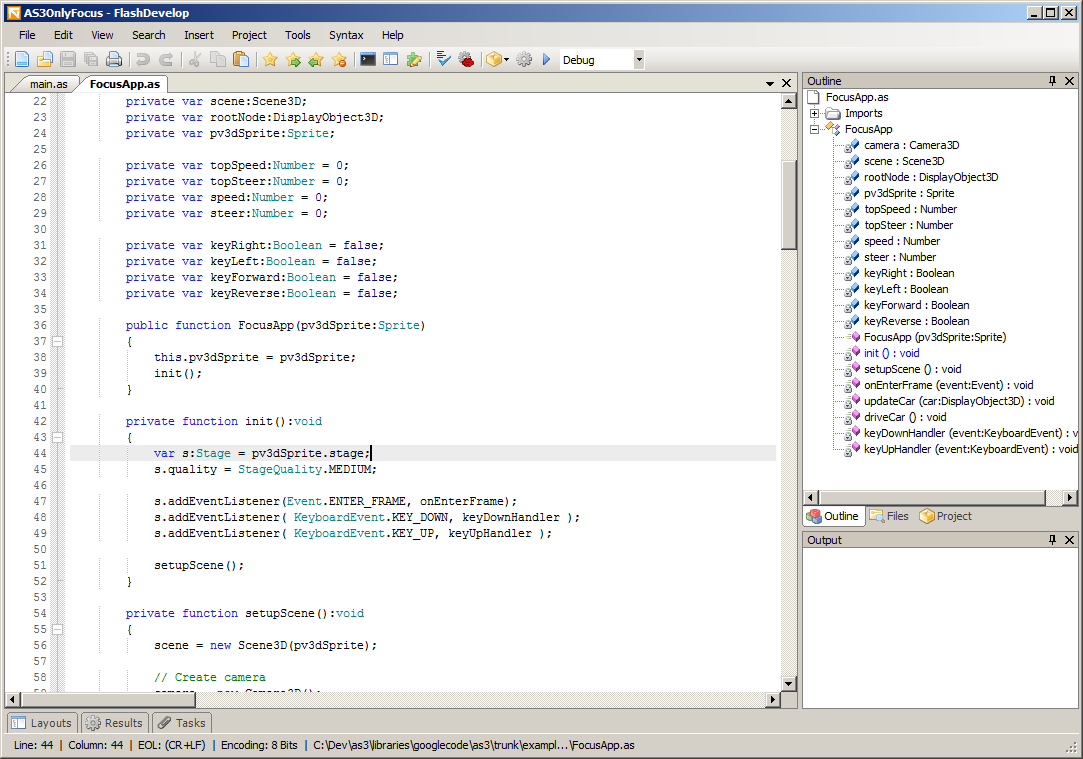 AS3OnlyFocus - FlashDevelop
File Edit View Search Insert Project Tools Syntax Help
Debug
main.as FocusApp.as
22 private var scene:Scene3D;
23 private var rootNode:DisplayObject3D;
24 private var pv3dSprite:Sprite;
25
26 private var topSpeed:Number = 0;
27 private var topSteer:Number = 0;
28 private var speed:Number = 0;
29 private var steer:Number = 0;
30
31 private var keyRight:Boolean = false;
32 private var keyLeft:Boolean = false;
33 private var keyForward:Boolean = false;
34 private var keyReverse:Boolean = false;
35
36 public function FocusApp(pv3dSprite:Sprite)
37 {
38 this.pv3dSprite = pv3dSprite;
39 init();
40 }
41
42 private function init():void
43 {
44 var s:Stage = pv3dSprite.stage;
45 s.quality = StageQuality.MEDIUM;
46
47 s.addEventListener(Event.ENTER_FRAME, onEnterFrame);
48 s.addEventListener( KeyboardEvent.KEY_DOWN, keyDownHandler );
49 s.addEventListener( KeyboardEvent.KEY_UP, keyUpHandler );
50
51 setupScene();
52 }
53
54 private function setupScene():void
55 {
56 scene = new Scene3D(pv3dSprite);
57
58 // Create camera
59 camera = new Camera3D();
Outline
FocusApp.as
Imports
FocusApp
camera : Camera3D
scene : Scene3D
rootNode : DisplayObject3D
pv3dSprite : Sprite
topSpeed : Number
topSteer : Number
speed : Number
steer : Number
keyRight : Boolean
keyLeft : Boolean
keyForward : Boolean
keyReverse : Boolean
FocusApp (pv3dSprite:Sprite)
init () : void
setupScene () : void
onEnterFrame (event:Event) : void
updateCar (car:DisplayObject3D) : void
driveCar () : void
keyDownHandler (event:KeyboardEvent) : v
keyUpHandler (event:KeyboardEvent) : void
Outline Files Project
Output
Layouts Results Tasks
Line: 44 | Column: 44 | EOL: (CR+LF) | Encoding: 8 Bits | C:\Dev\as3\libraries\googlecode\as3\trunk\exampl...\FocusApp.as